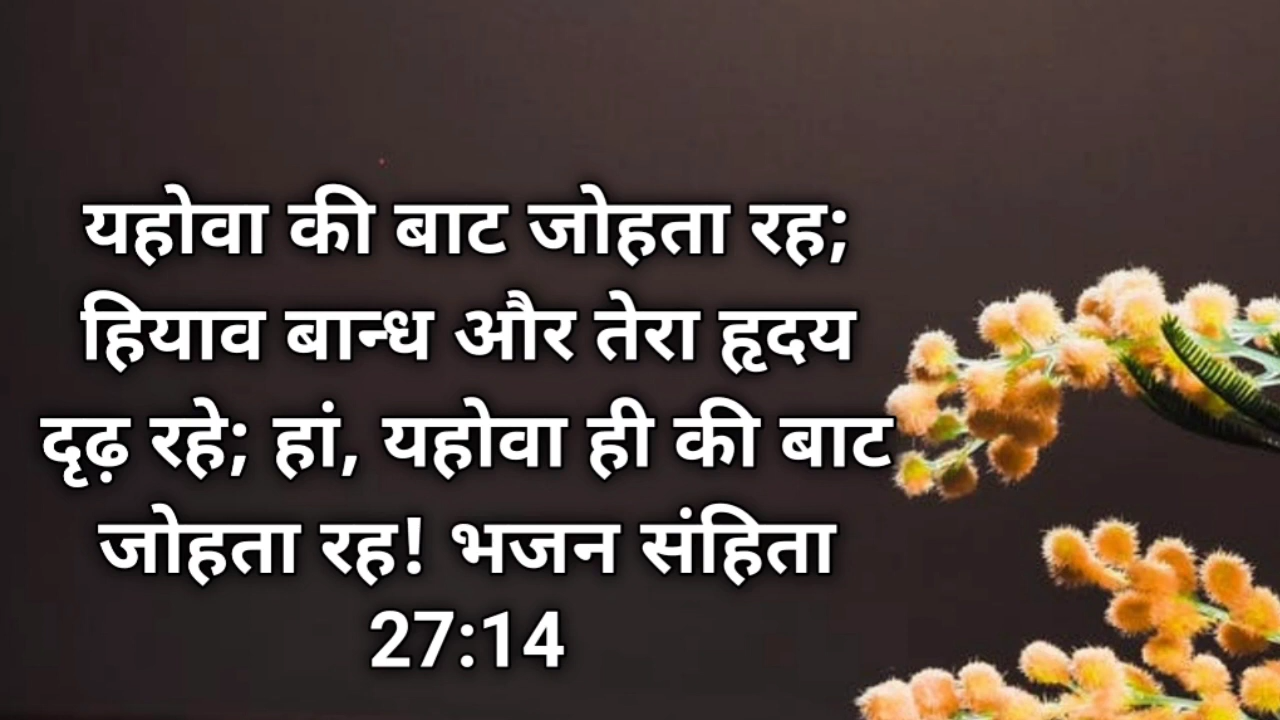 यहोवा की बाट जोहता रह;
हियाव बान्ध और तेरा हृदय
दृढ़ रहे; हां, यहोवा ही की बाट
जोहता रह! भजन संहिता
27:14